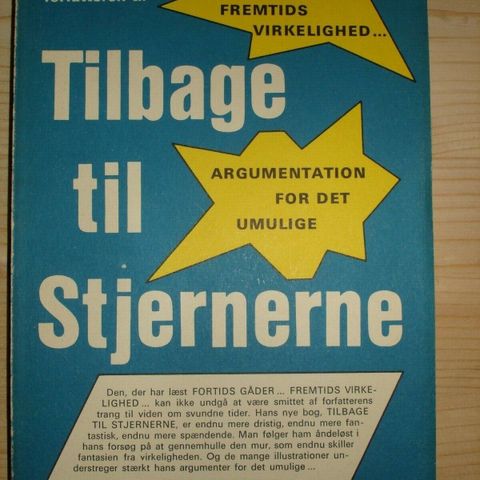 FREMTIDS
VIRKELIGHED...
Tilbage
til
Stjernerne
ARGUMENTATION
FOR DET
UMULIGE
Den, der har læst FORTIDS GÅDER... FREMTIDS VIRKE-
LIGHED... kan ikke undgå at være smittet af forfatterens
trang til viden om svundne tider. Hans nye bog, TILBAGE
TIL STJERNERNE, er endnu mere dristig, endnu mere fan-
tastisk, endnu mere spændende. Man følger ham åndeløst i
hans forsøg på at gennemhulle den mur, som endnu skiller
fantasien fra virkeligheden. Og de mange illustrationer un-
derstreger stærkt hans argumenter for det umulige...